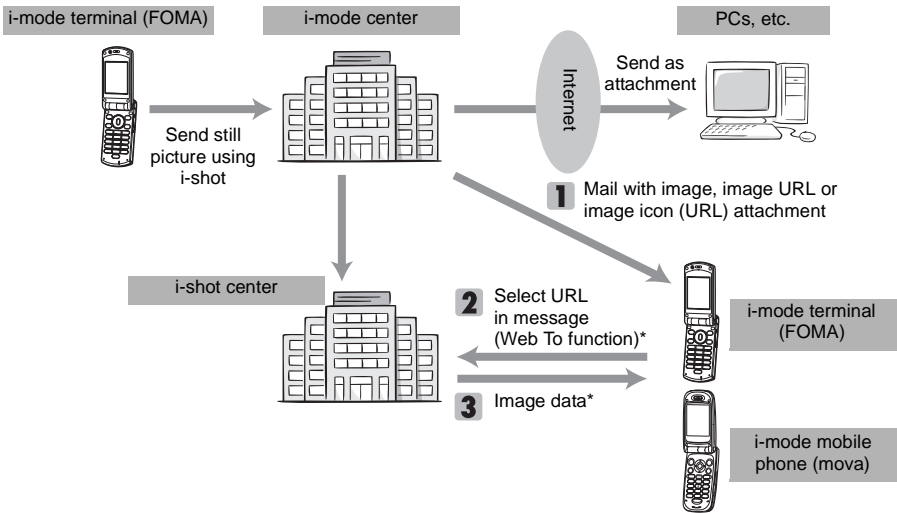 i-mode terminal (FOMA)
i-mode center
PCs, etc.
Send still
picture using
i-shot
Internet
Send as
attachment
1 Mail with image, image URL or
image icon (URL) attachment
i-shot center
2 Select URL
in message
(Web To function)*
3 Image data*
i-mode terminal
(FOMA)
i-mode mobile
phone (mova)